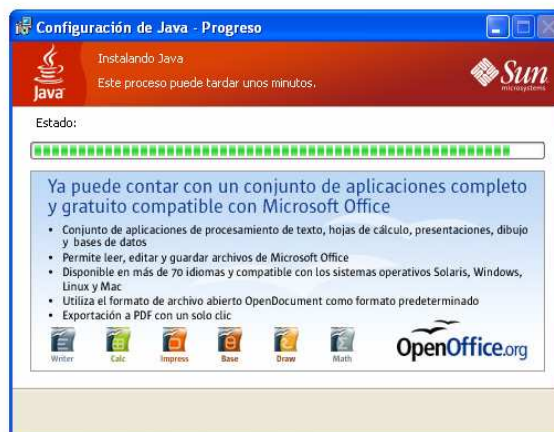 Configuración de Java - Progreso
Instalando Java
Este proceso puede tardar unos minutos.
Java
Sun
microsystems
Estado:
Ya puede contar con un conjunto de aplicaciones completo
y gratuito compatible con Microsoft Office
• Conjunto de aplicaciones de procesamiento de texto, hojas de cálculo, presentaciones, dibujo
y bases de datos
• Permite leer, editar y guardar archivos de Microsoft Office
• Disponible en más de 70 idiomas y compatible con los sistemas operativos Solaris, Windows,
Linux y Mac
• Utiliza el formato de archivo abierto OpenDocument como formato predeterminado
• Exportación a PDF con un solo clic
Writer Calc Impress Base Draw Math
OpenOffice.org